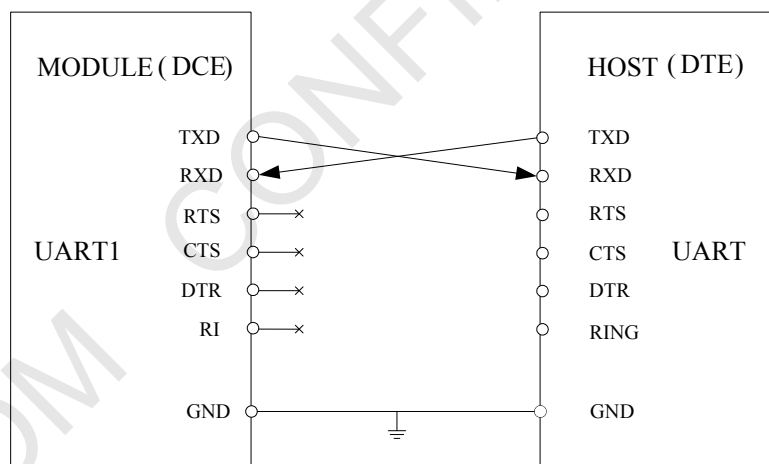 MODULE (DCE)
HOST (DTE)
TXD
TXD
RXD
RXD
RTS
RTS
CTS
CTS
UART1
UART
DTR
DTR
RI
RING
GND
GND